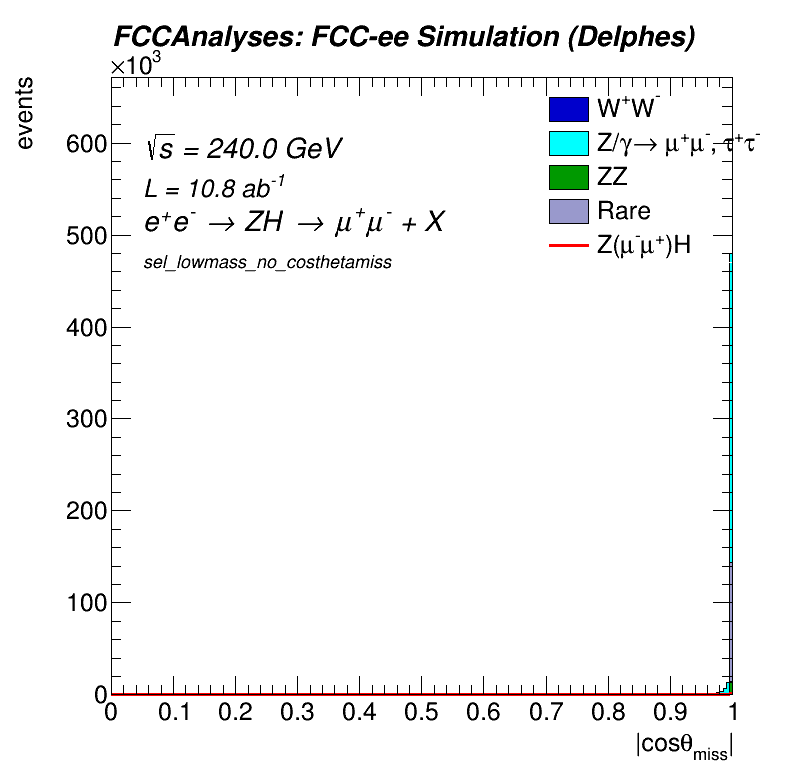 FCCAnalyses: FCC-ee Simulation (Delphes)
×10³
events
W⁺W⁻
Z/γ→ μ⁺μ⁻, τ⁺τ⁻
ZZ
Rare
Z(μ⁻μ⁺)H
√s = 240.0 GeV
L = 10.8 ab⁻¹
e⁺e⁻ → ZH → μ⁺μ⁻ + X
sel_lowmass_no_costhetamiss
600
500
400
300
200
100
0
0 0.1 0.2 0.3 0.4 0.5 0.6 0.7 0.8 0.9 1
|cosθmiss|